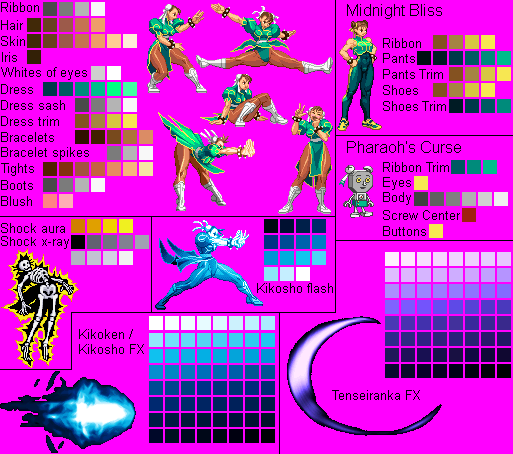 Ribbon
Hair
Skin
Iris
Whites of eyes
Dress
Dress sash
Dress trim
Bracelets
Bracelet spikes
Tights
Boots
Blush
Midnight Bliss
Ribbon
Pants
Pants Trim
Shoes
Shoes Trim
Pharaoh's Curse
Ribbon Trim
Eyes
Body
Screw Center
Buttons
Shock aura
Shock x-ray
Kikosho flash
Kikoken /
Kikosho FX
Tenseiranka FX